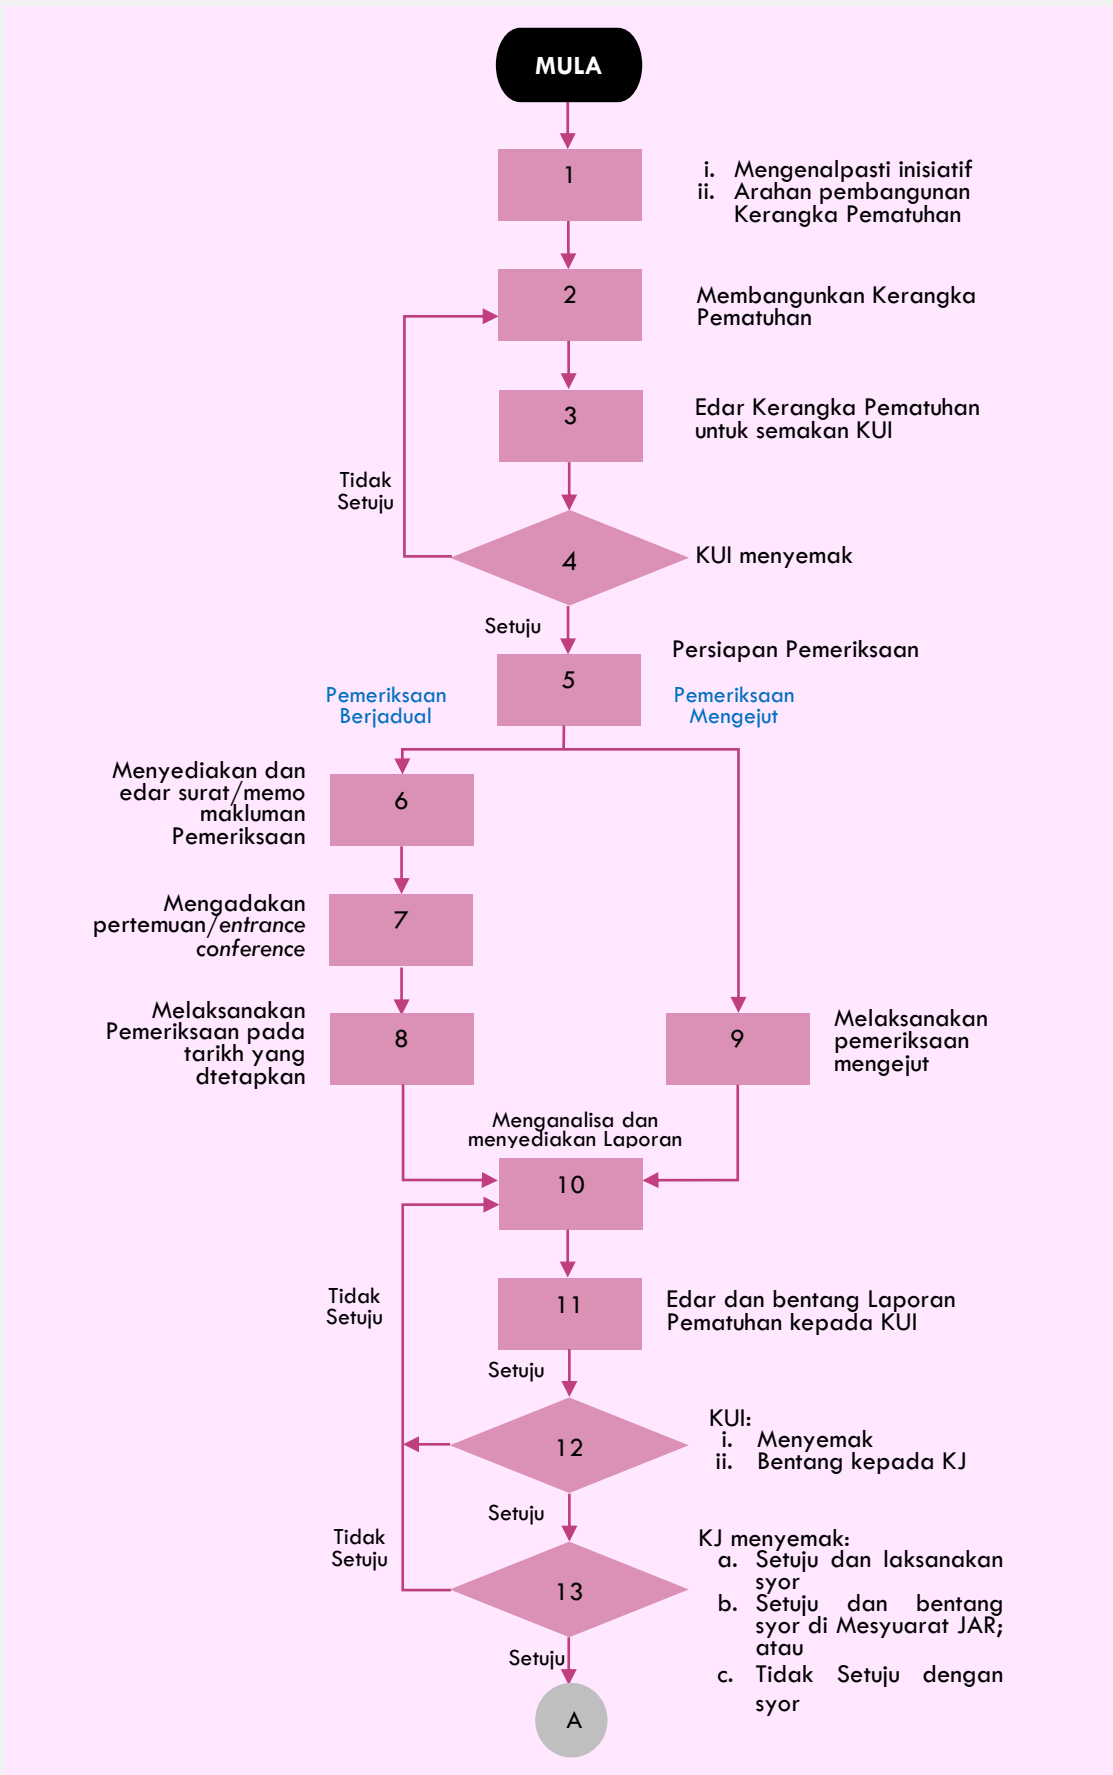 MULA
1
i. Mengenalpasti inisiatif
ii. Arahan pembangunan
Kerangka Pematuhan
2
Membangunkan Kerangka
Pematuhan
3
Edar Kerangka Pematuhan
untuk semakan KUI
Tidak
Setuju
4
KUI menyemak
Setuju
Persiapan Pemeriksaan
5
Pemeriksaan
Berjadual
Pemeriksaan
Mengejut
Menyediakan dan
edar surat/memo
makluman
Pemeriksaan
6
Mengadakan
pertemuan/entrance
conference
7
Melaksanakan
Pemeriksaan pada
tarikh yang
dtetapkan
8
9
Melaksanakan
pemeriksaan
mengejut
Menganalisa dan
menyediakan Laporan
10
Tidak
Setuju
11
Edar dan bentang Laporan
Pematuhan kepada KUI
Setuju
12
KUI:
i. Menyemak
ii. Bentang kepada KJ
Setuju
Tidak
Setuju
13
KJ menyemak:
a. Setuju dan laksanakan
syor
b. Setuju dan bentang
syor di Mesyuarat JAR;
atau
c. Tidak Setuju dengan
syor
Setuju
A